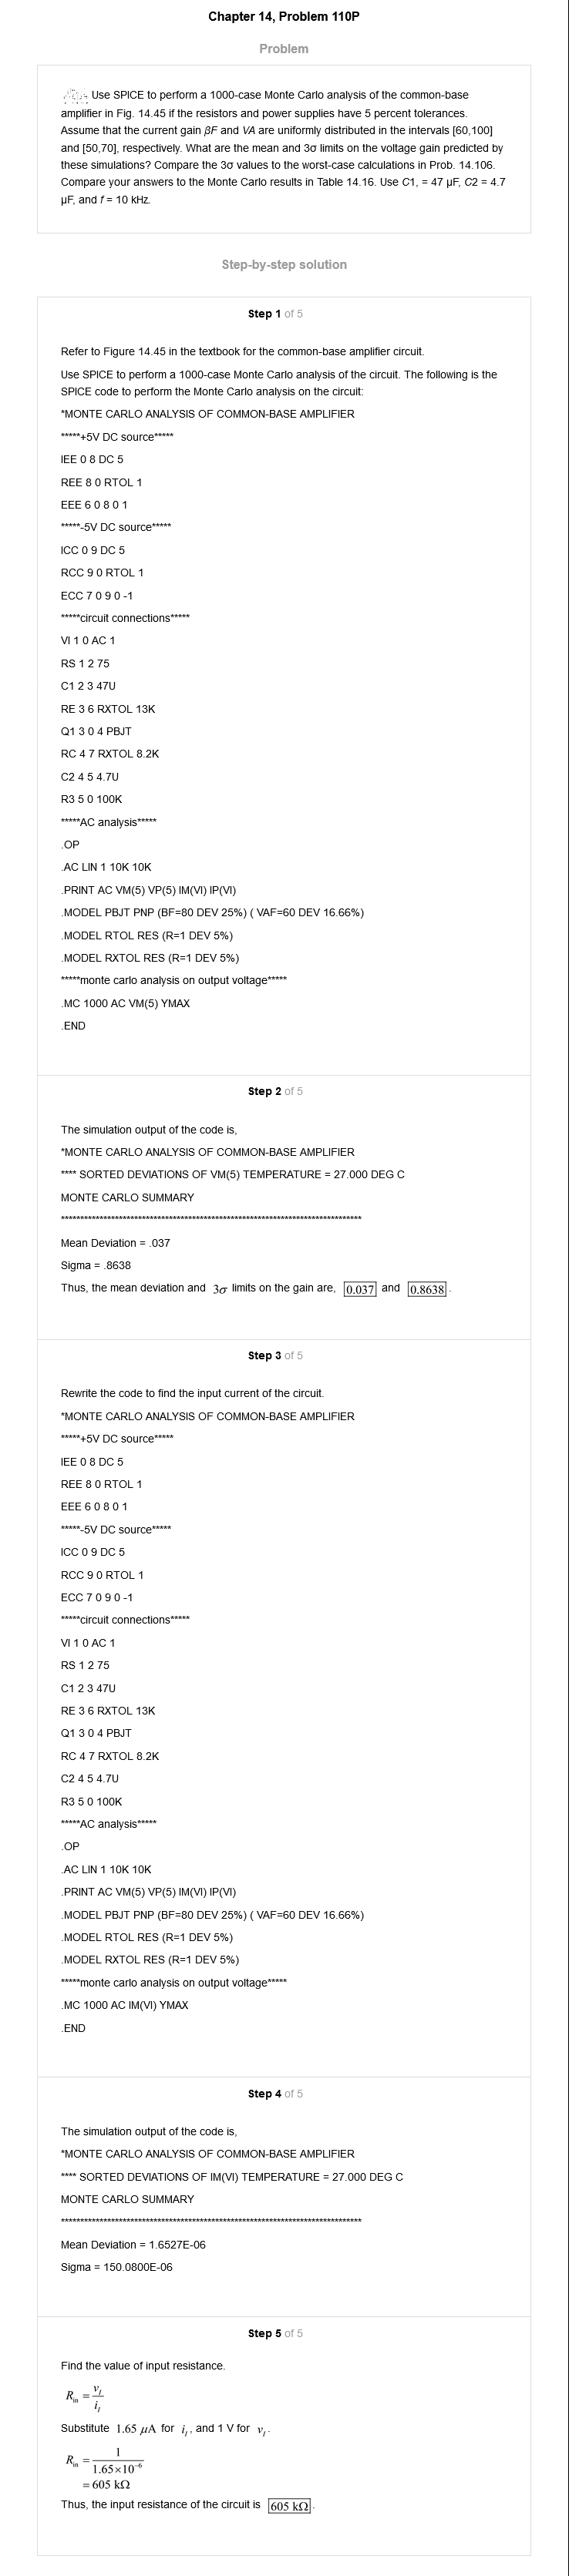 Chapter 14, Problem 110P
Problem
Use SPICE to perform a 1000-case Monte Carlo analysis of the common-base
amplifier in Fig. 14.45 if the resistors and power supplies have 5 percent tolerances.
Assume that the current gain βF and VA are uniformly distributed in the intervals [60,100]
and [50,70], respectively. What are the mean and 3σ limits on the voltage gain predicted by
these simulations? Compare the 3σ values to the worst-case calculations in Prob. 14.106.
Compare your answers to the Monte Carlo results in Table 14.16. Use C1, = 47 μF, C2 = 4.7
μF, and f = 10 kHz.
Step-by-step solution
Step 1 of 5
Refer to Figure 14.45 in the textbook for the common-base amplifier circuit.
Use SPICE to perform a 1000-case Monte Carlo analysis of the circuit. The following is the
SPICE code to perform the Monte Carlo analysis on the circuit:
*MONTE CARLO ANALYSIS OF COMMON-BASE AMPLIFIER
*****+5V DC source*****
IEE 0 8 DC 5
REE 8 0 RTOL 1
EEE 6 0 8 0 1
*****-5V DC source*****
ICC 0 9 DC 5
RCC 9 0 RTOL 1
ECC 7 0 9 0 -1
*****circuit connections*****
VI 1 0 AC 1
RS 1 2 75
C1 2 3 47U
RE 3 6 RXTOL 13K
Q1 3 0 4 PBJT
RC 4 7 RXTOL 8.2K
C2 4 5 4.7U
R3 5 0 100K
*****AC analysis*****
.OP
.AC LIN 1 10K 10K
.PRINT AC VM(5) VP(5) IM(VI) IP(VI)
.MODEL PBJT PNP (BF=80 DEV 25%) ( VAF=60 DEV 16.66%)
.MODEL RTOL RES (R=1 DEV 5%)
.MODEL RXTOL RES (R=1 DEV 5%)
*****monte carlo analysis on output voltage*****
.MC 1000 AC VM(5) YMAX
.END
Step 2 of 5
The simulation output of the code is,
*MONTE CARLO ANALYSIS OF COMMON-BASE AMPLIFIER
**** SORTED DEVIATIONS OF VM(5) TEMPERATURE = 27.000 DEG C
MONTE CARLO SUMMARY
******************************************************************************
Mean Deviation = .037
Sigma = .8638
Thus, the mean deviation and 3σ limits on the gain are, 0.037 and 0.8638 .
Step 3 of 5
Rewrite the code to find the input current of the circuit.
*MONTE CARLO ANALYSIS OF COMMON-BASE AMPLIFIER
*****+5V DC source*****
IEE 0 8 DC 5
REE 8 0 RTOL 1
EEE 6 0 8 0 1
*****-5V DC source*****
ICC 0 9 DC 5
RCC 9 0 RTOL 1
ECC 7 0 9 0 -1
*****circuit connections*****
VI 1 0 AC 1
RS 1 2 75
C1 2 3 47U
RE 3 6 RXTOL 13K
Q1 3 0 4 PBJT
RC 4 7 RXTOL 8.2K
C2 4 5 4.7U
R3 5 0 100K
*****AC analysis*****
.OP
.AC LIN 1 10K 10K
.PRINT AC VM(5) VP(5) IM(VI) IP(VI)
.MODEL PBJT PNP (BF=80 DEV 25%) ( VAF=60 DEV 16.66%)
.MODEL RTOL RES (R=1 DEV 5%)
.MODEL RXTOL RES (R=1 DEV 5%)
*****monte carlo analysis on output voltage*****
.MC 1000 AC IM(VI) YMAX
.END
Step 4 of 5
The simulation output of the code is,
*MONTE CARLO ANALYSIS OF COMMON-BASE AMPLIFIER
**** SORTED DEVIATIONS OF IM(VI) TEMPERATURE = 27.000 DEG C
MONTE CARLO SUMMARY
******************************************************************************
Mean Deviation = 1.6527E-06
Sigma = 150.0800E-06
Step 5 of 5
Find the value of input resistance.
R_in = v_I / i_I
Substitute 1.65 μA for i_I, and 1 V for v_I.
R_in = 1 / 1.65×10^-6
= 605 kΩ
Thus, the input resistance of the circuit is 605 kΩ .